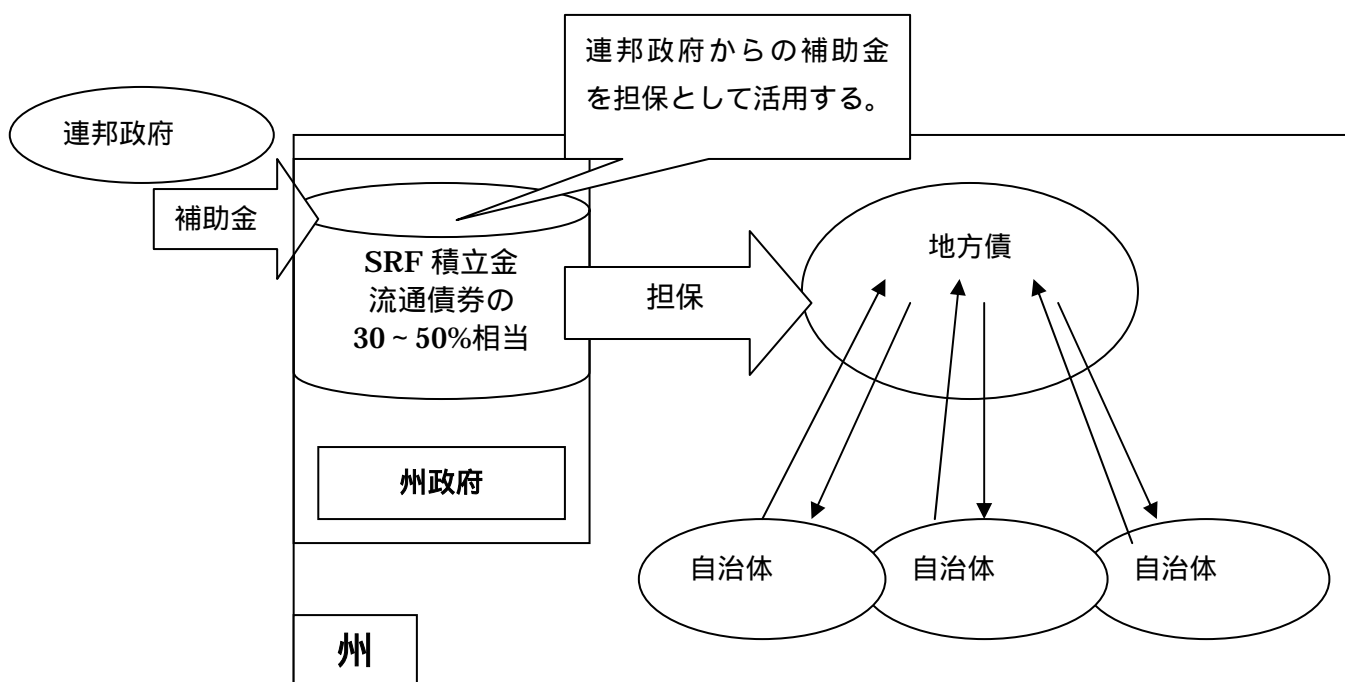 連邦政府からの補助金
を担保として活用する。
連邦政府
補助金
SRF 積立金
流通債券の
30 ~ 50%相当
担保
地方債
州政府
自治体
自治体
自治体
州